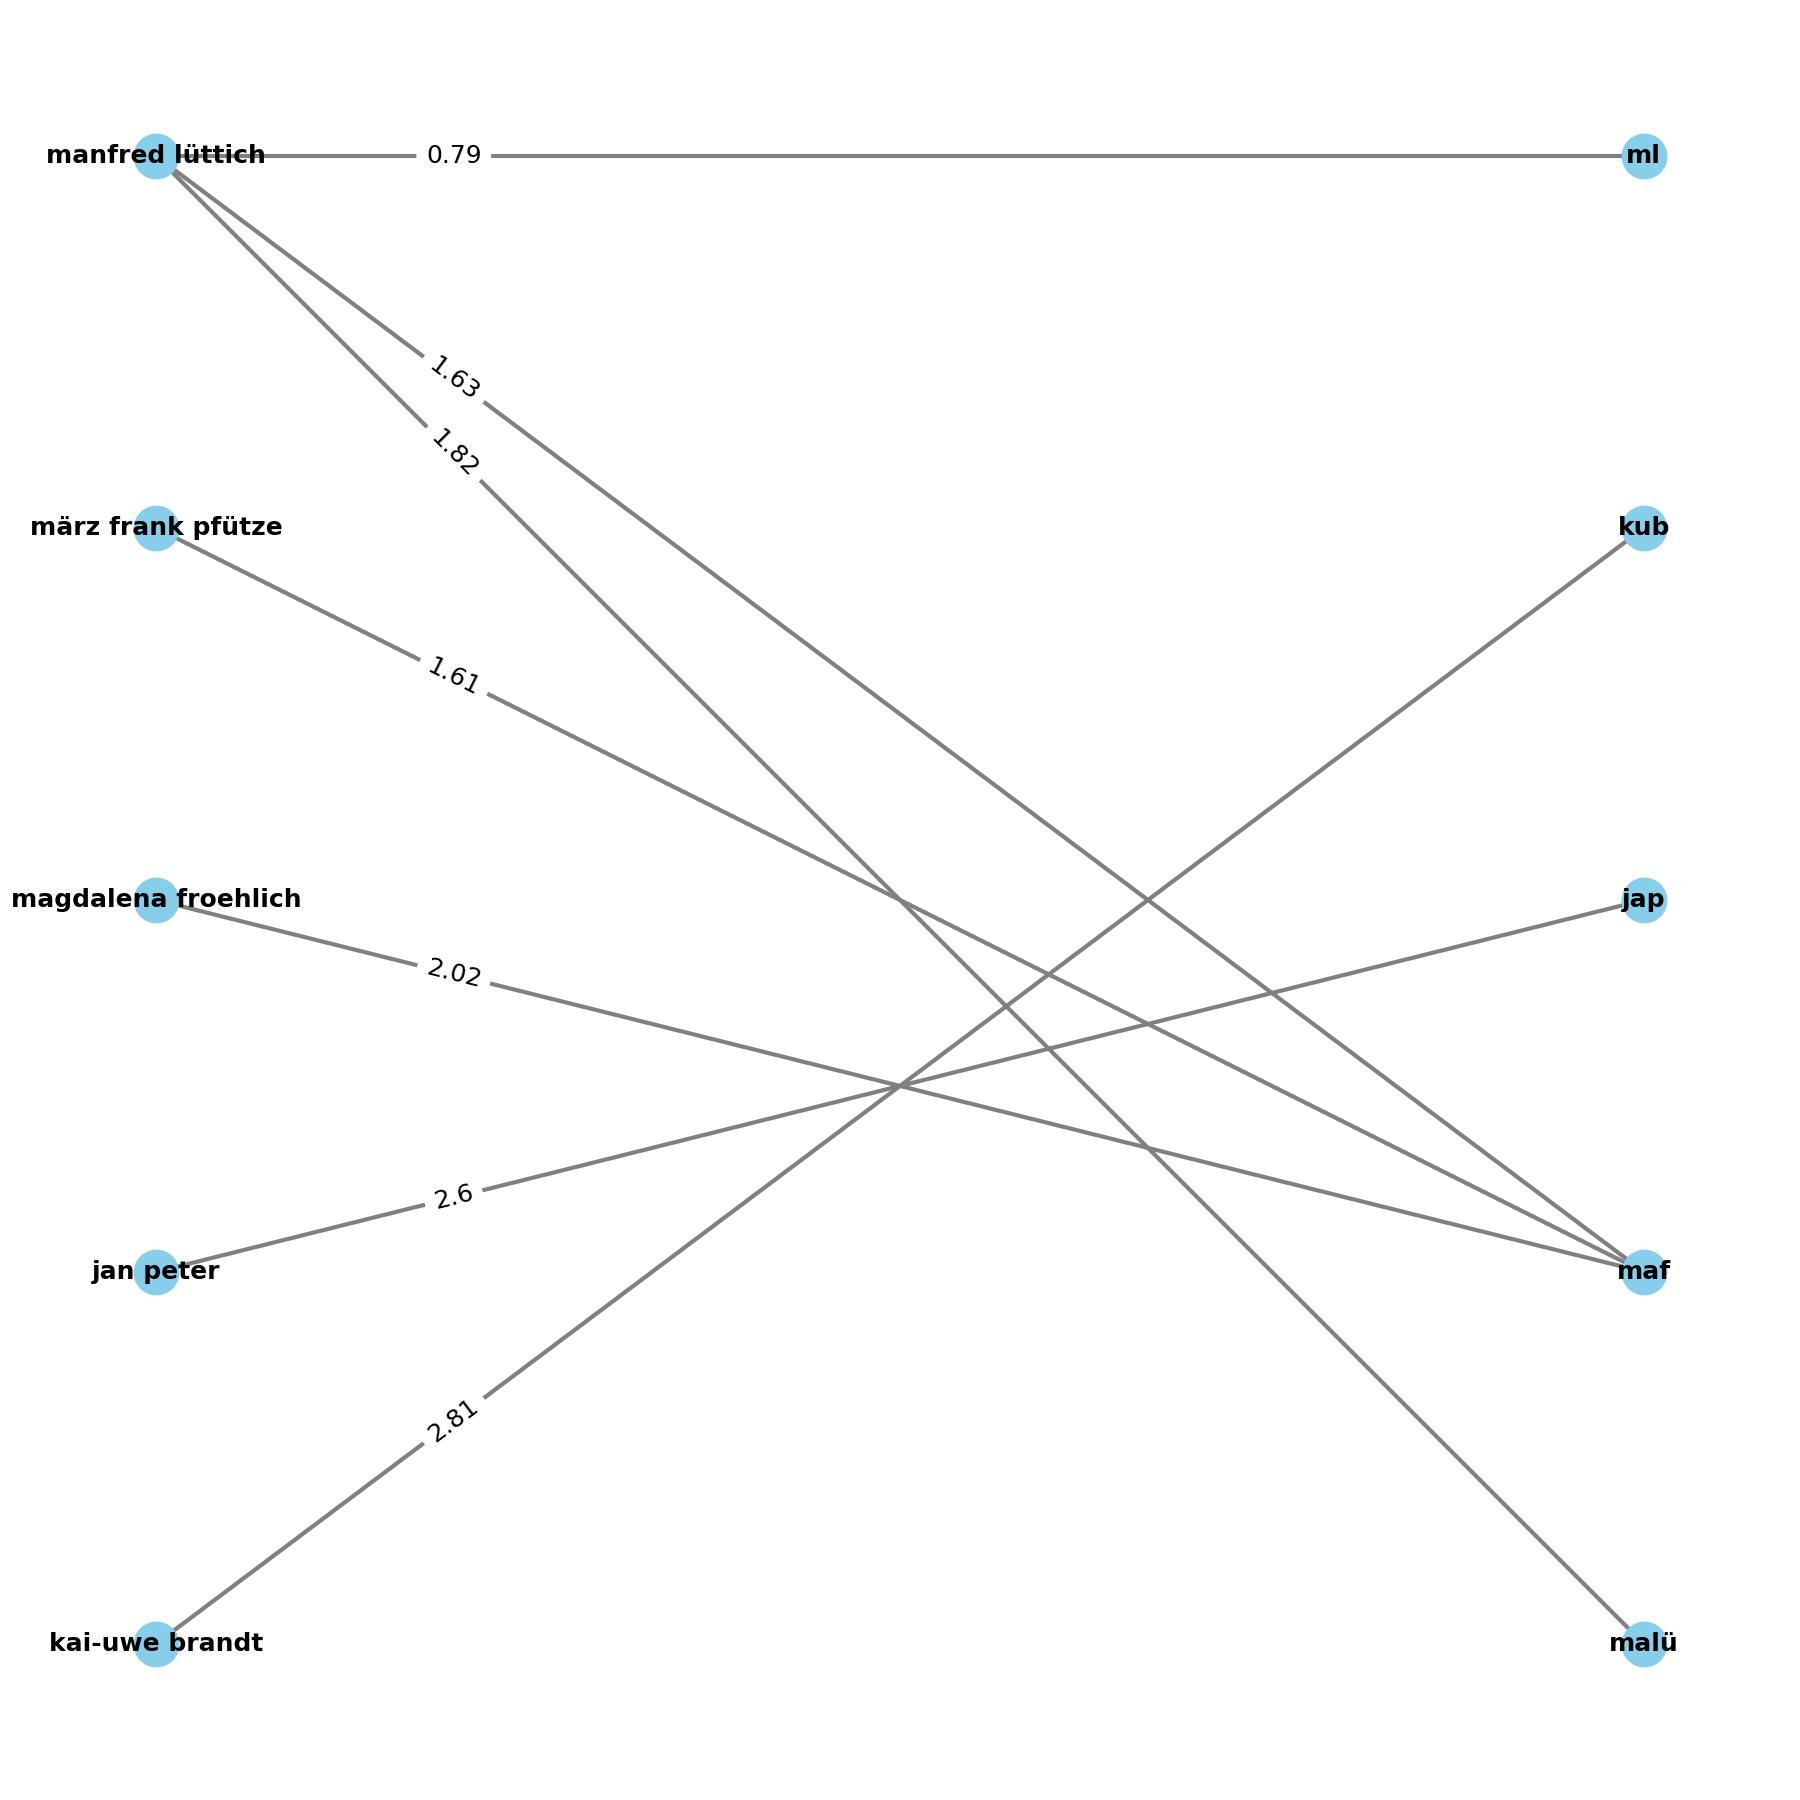 manfred lüttich
0.79
ml
1.63
1.82
märz frank pfütze
kub
1.61
magdalena froehlich
jap
2.02
2.6
jan peter
maf
2.81
kai-uwe brandt
malü